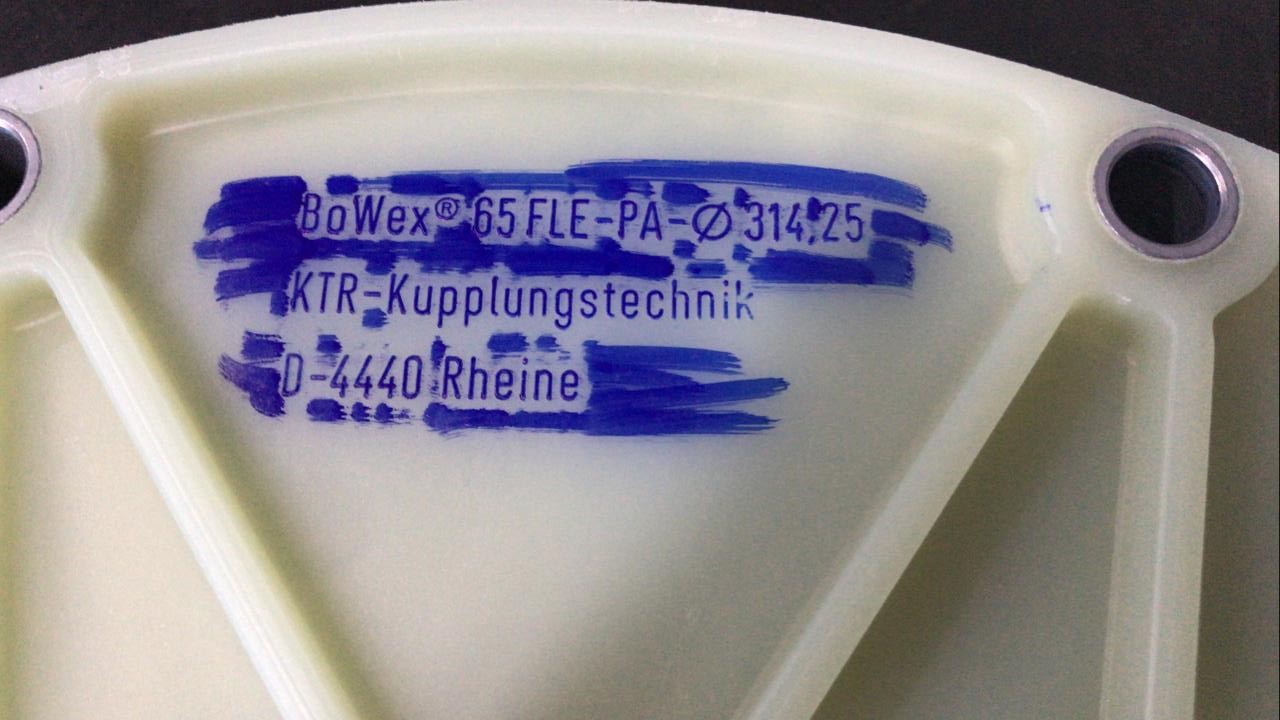 BoWex® 65 FLE-PA-Ø 314,25
KTR-Kupplungstechnik
D-4440 Rheine